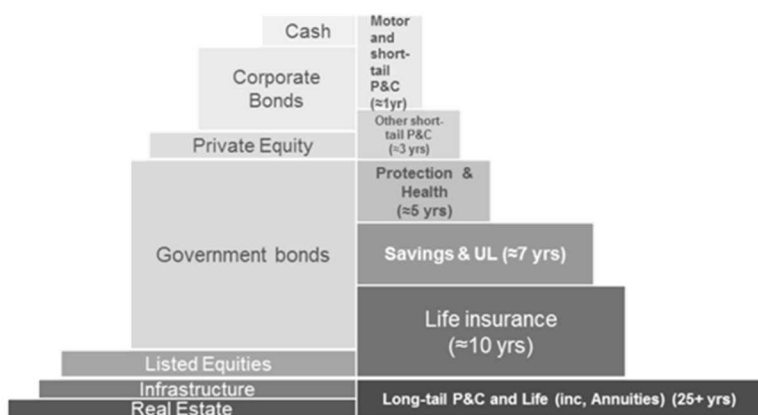 Cash
Corporate
Bonds
Private Equity
Government bonds
Listed Equities
Infrastructure
Real Estate
Motor
and
short-
tail
P&C
(≈1yr)
Other short-
tail P&C
(≈3 yrs)
Protection &
Health
(≈5 yrs)
Savings & UL (≈7 yrs)
Life insurance
(≈10 yrs)
Long-tail P&C and Life (inc, Annuities) (25+ yrs)